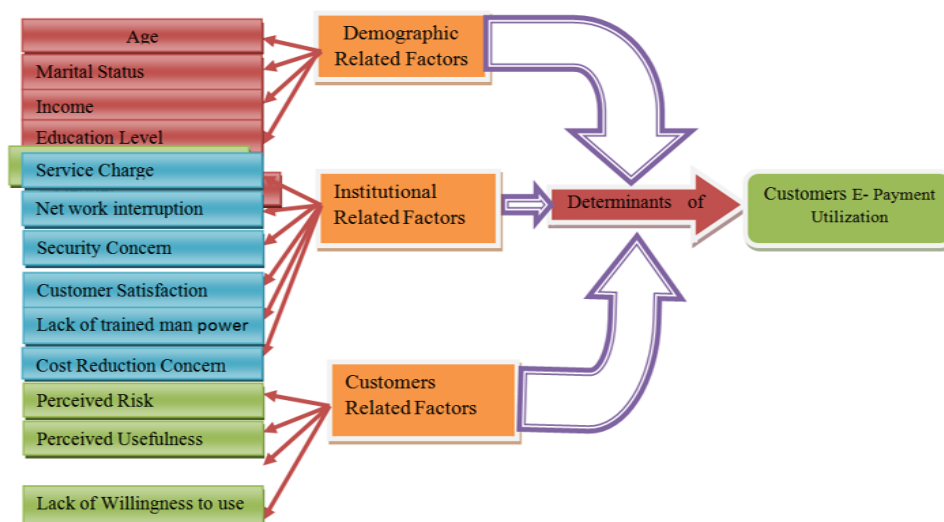 Age
Marital Status
Income
Education Level
Service Charge
Net work interruption
Security Concern
Customer Satisfaction
Lack of trained man power
Cost Reduction Concern
Perceived Risk
Perceived Usefulness
Lack of Willingness to use
Demographic
Related Factors
Institutional
Related Factors
Customers
Related Factors
Determinants of
Customers E- Payment
Utilization